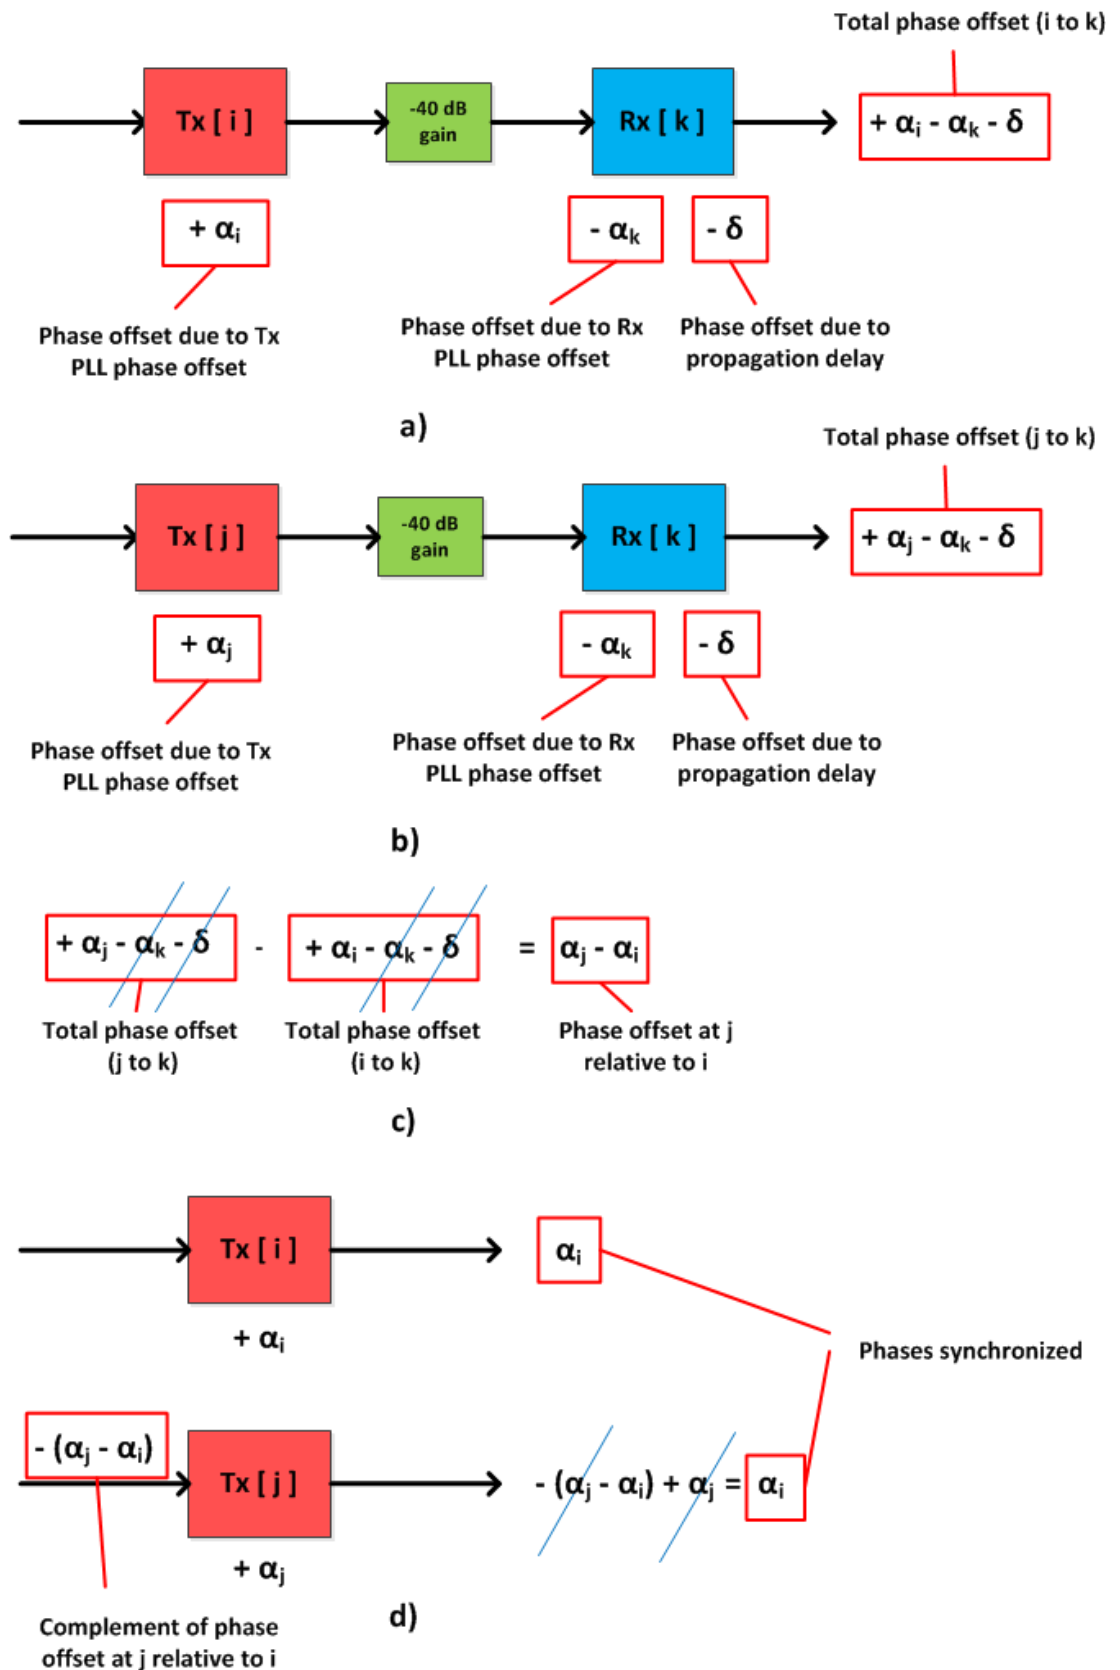 Total phase offset (i to k)
Tx [ i ]
-40 dB
gain
Rx [ k ]
+ αi - αk - δ
+ αi
- αk
- δ
Phase offset due to Tx
PLL phase offset
Phase offset due to Rx
PLL phase offset
Phase offset due to
propagation delay
a)
Total phase offset (j to k)
Tx [ j ]
-40 dB
gain
Rx [ k ]
+ αj - αk - δ
+ αj
- αk
- δ
Phase offset due to Tx
PLL phase offset
Phase offset due to Rx
PLL phase offset
Phase offset due to
propagation delay
b)
+ αj - αk - δ - + αi - αk - δ = αj - αi
Total phase offset
(j to k)
Total phase offset
(i to k)
Phase offset at j
relative to i
c)
Tx [ i ]
αi
+ αi
Phases synchronized
- (αj - αi)
Tx [ j ]
- (αj - αi) + αj = αi
+ αj
Complement of phase
offset at j relative to i
d)